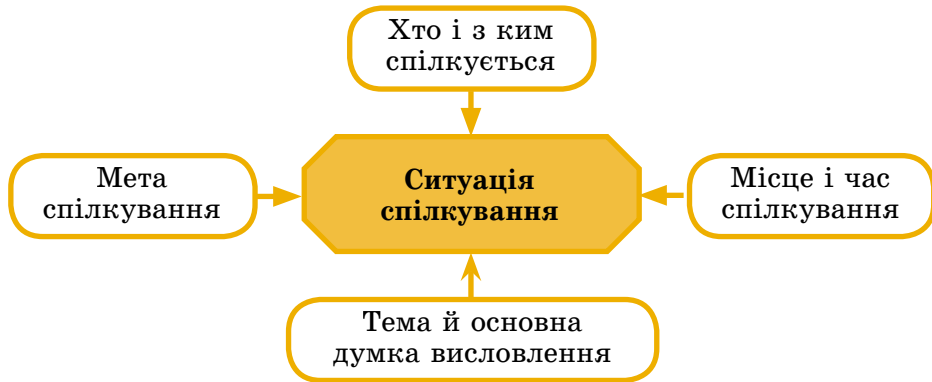 Хто і з ким
спілкується
Мета
спілкування
Ситуація
спілкування
Місце і час
спілкування
Тема й основна
думка висловлення